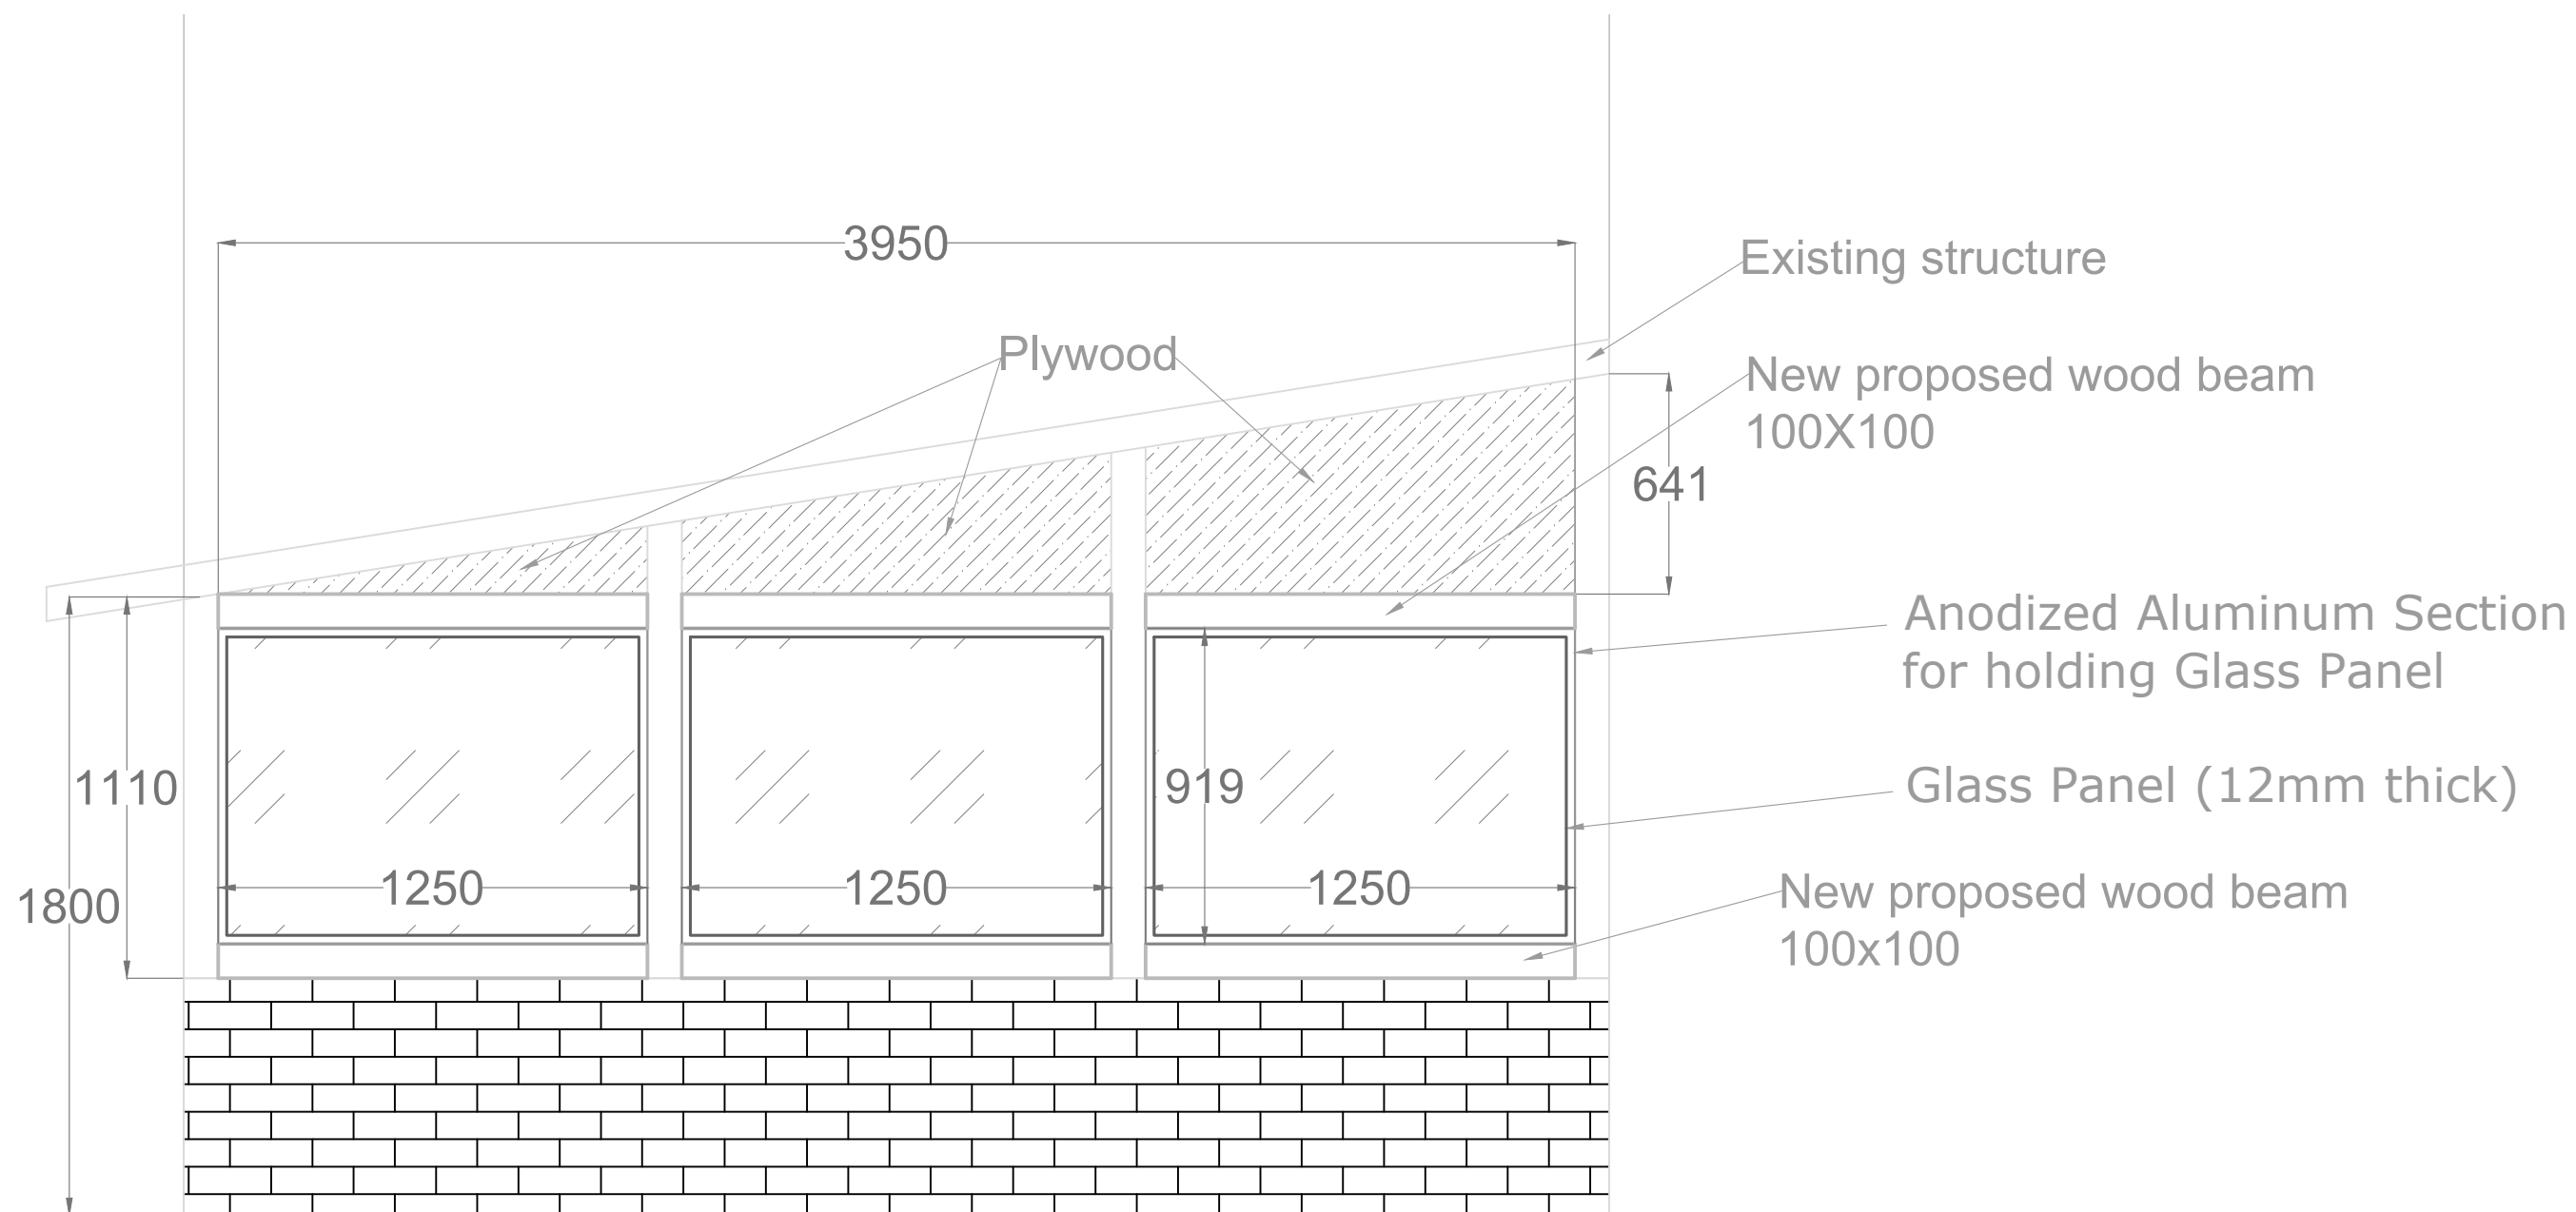 3950
Existing structure
Plywood
New proposed wood beam
100X100
641
Anodized Aluminum Section
for holding Glass Panel
1110
919
Glass Panel (12mm thick)
1800
1250
1250
1250
New proposed wood beam
100x100